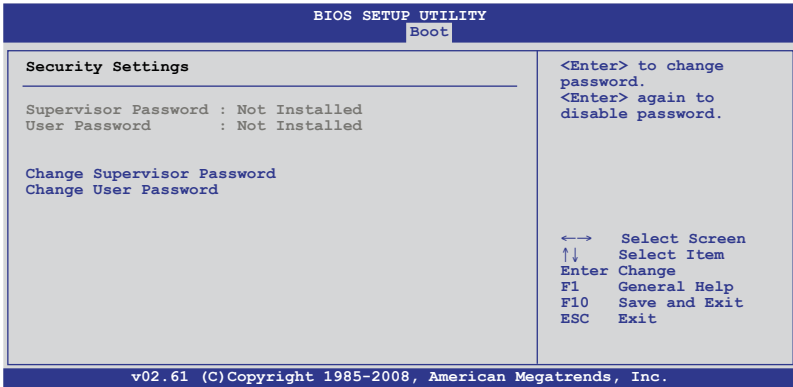 BIOS SETUP UTILITY
Boot
Security Settings
Supervisor Password : Not Installed
User Password : Not Installed
Change Supervisor Password
Change User Password
<Enter> to change
password.
<Enter> again to
disable password.
←→ Select Screen
↑↓ Select Item
Enter Change
F1 General Help
F10 Save and Exit
ESC Exit
v02.61 (C)Copyright 1985-2008, American Megatrends, Inc.